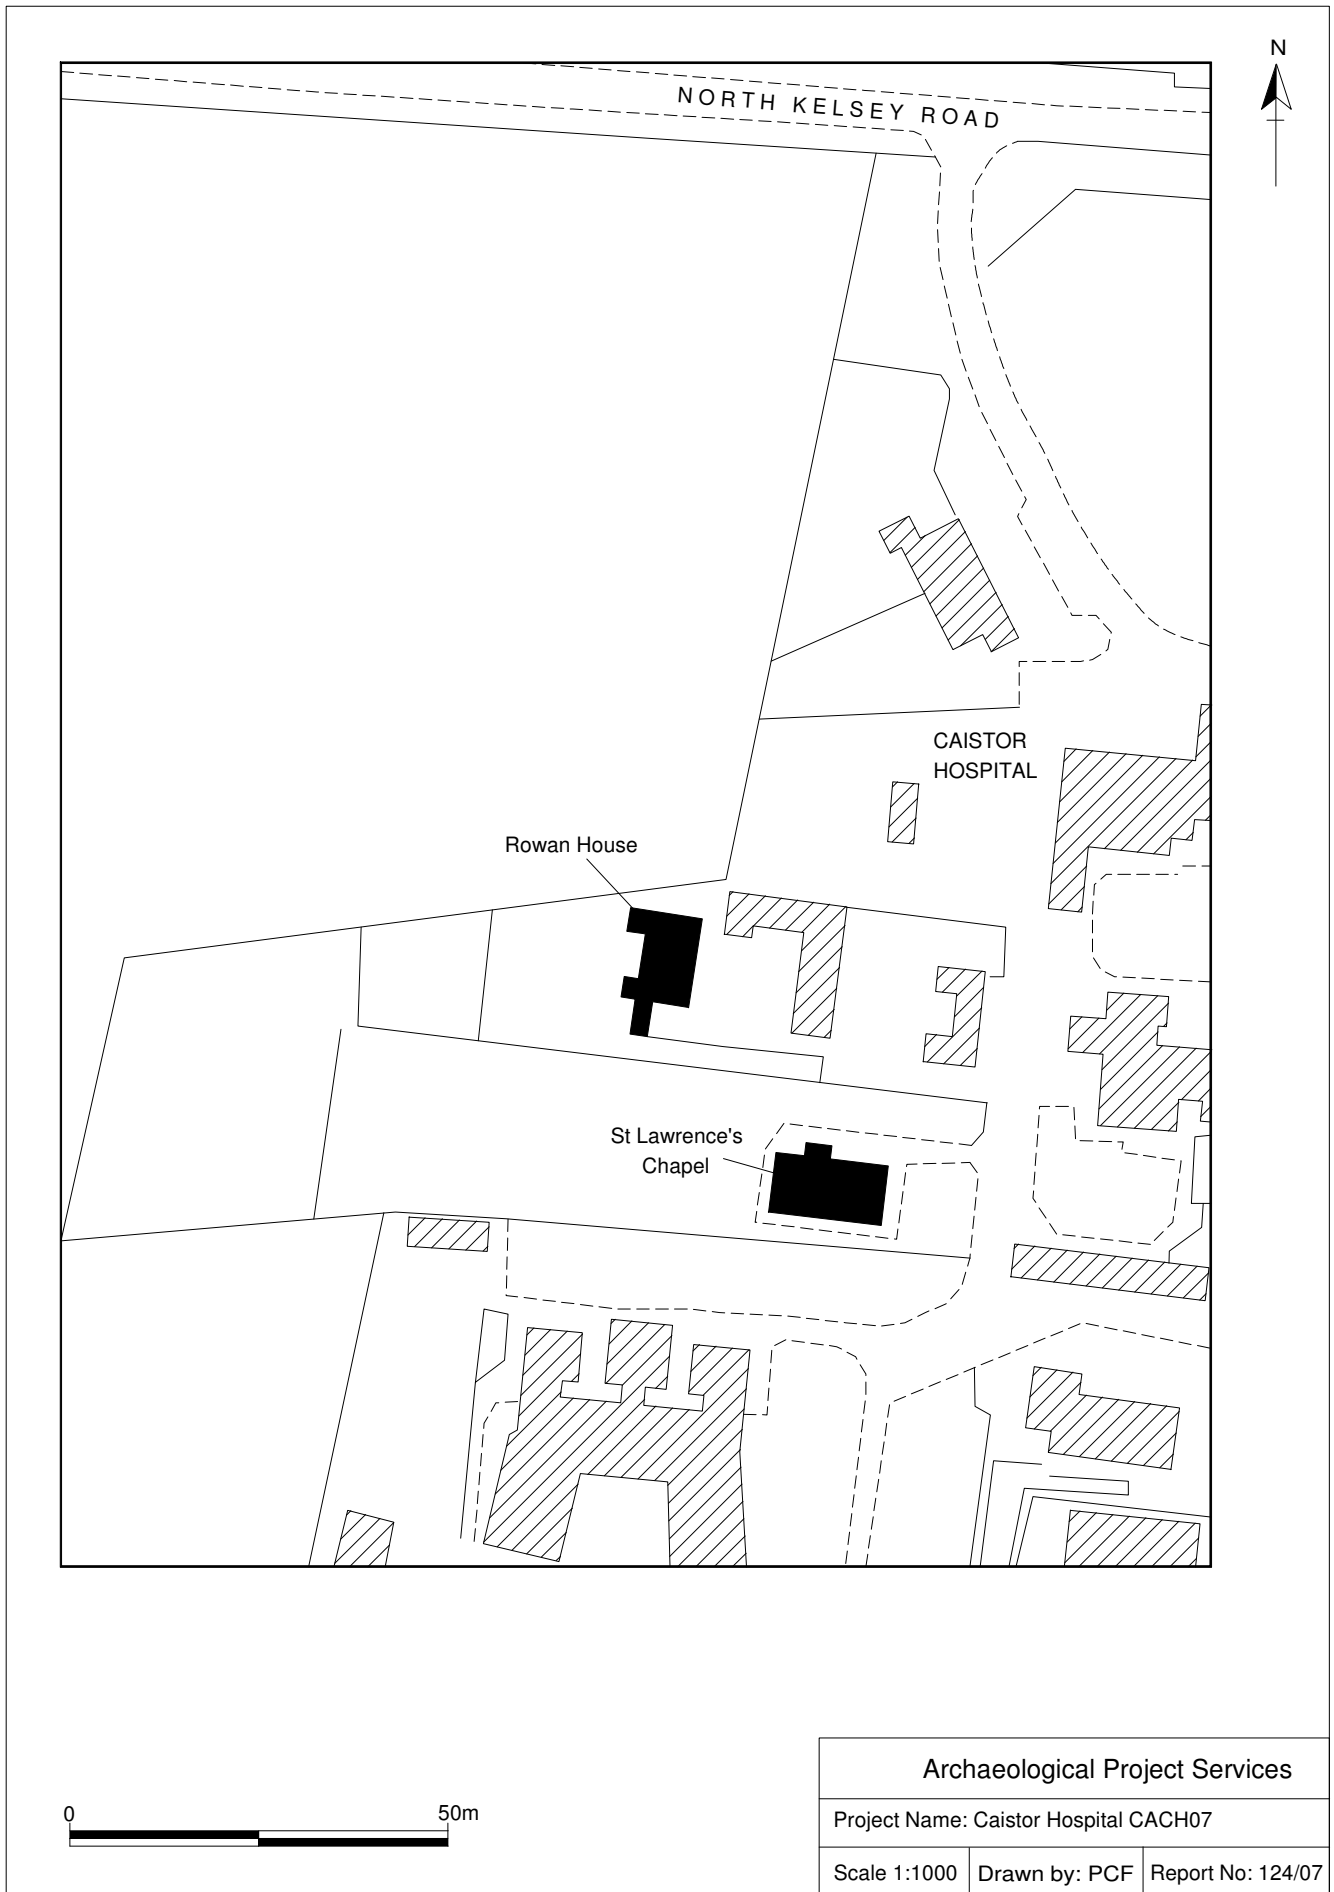 N
NORTH KELSEY ROAD
CAISTOR
HOSPITAL
Rowan House
St Lawrence's
Chapel
0 50m
Archaeological Project Services
Project Name: Caistor Hospital CACH07
Scale 1:1000 Drawn by: PCF Report No: 124/07